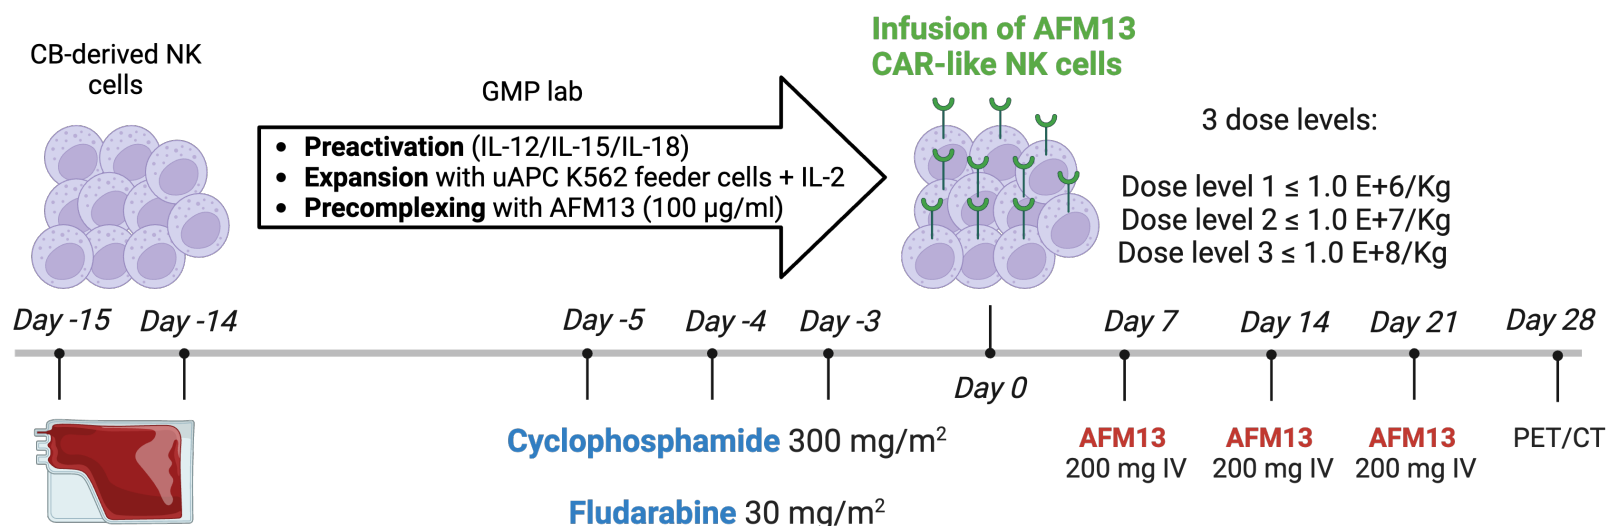 CB-derived NK
cells
GMP lab
• Preactivation (IL-12/IL-15/IL-18)
• Expansion with uAPC K562 feeder cells + IL-2
• Precomplexing with AFM13 (100 µg/ml)
Infusion of AFM13
CAR-like NK cells
3 dose levels:
Dose level 1 ≤ 1.0 E+6/Kg
Dose level 2 ≤ 1.0 E+7/Kg
Dose level 3 ≤ 1.0 E+8/Kg
Day -15
Day -14
Day -5
Day -4
Day -3
Day 0
Day 7
Day 14
Day 21
Day 28
Cyclophosphamide 300 mg/m²
Fludarabine 30 mg/m²
AFM13
200 mg IV
AFM13
200 mg IV
AFM13
200 mg IV
PET/CT